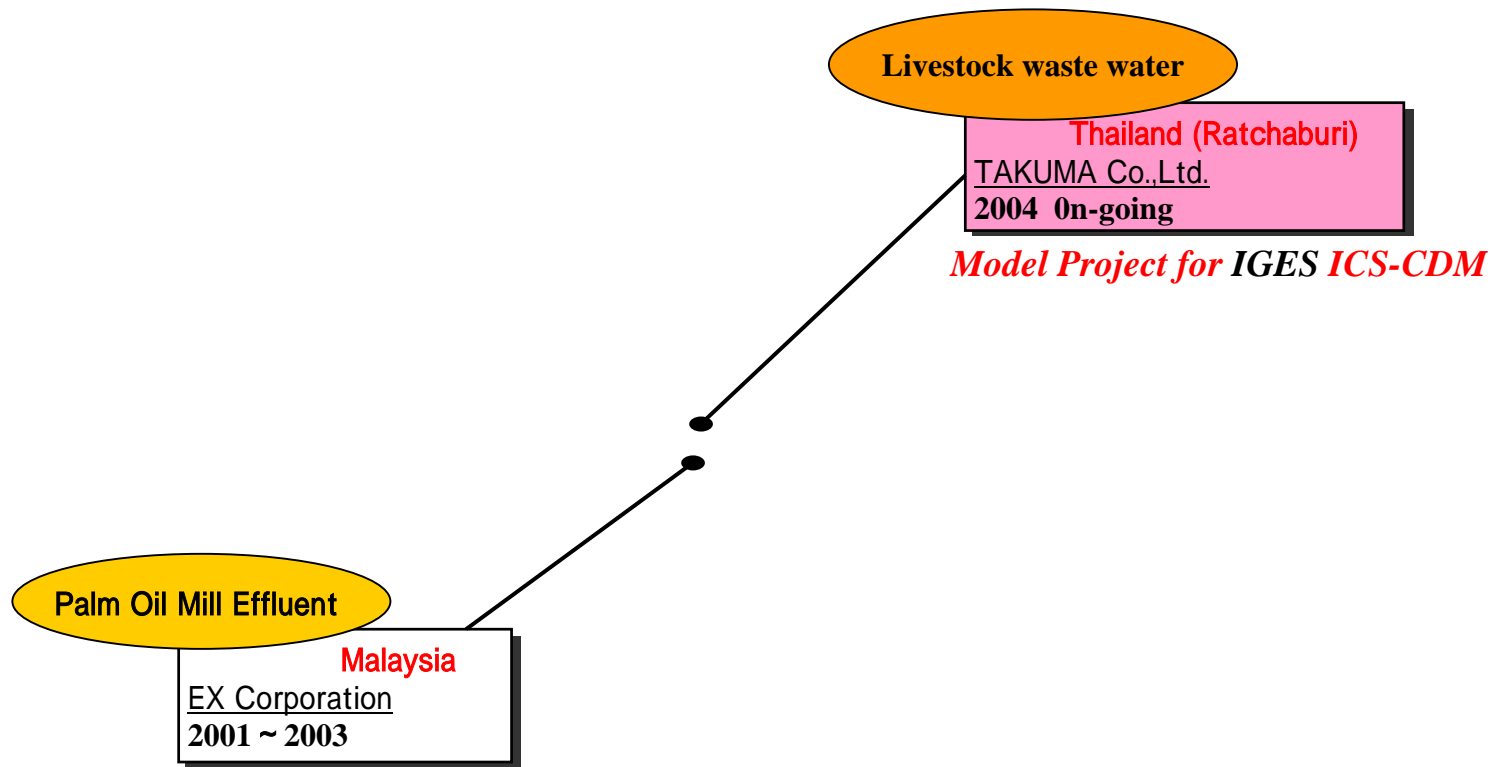 Livestock waste water
Thailand (Ratchaburi)
TAKUMA Co.,Ltd.
2004  0n-going
Model Project for IGES ICS-CDM
Palm Oil Mill Effluent
Malaysia
EX Corporation
2001 ~ 2003